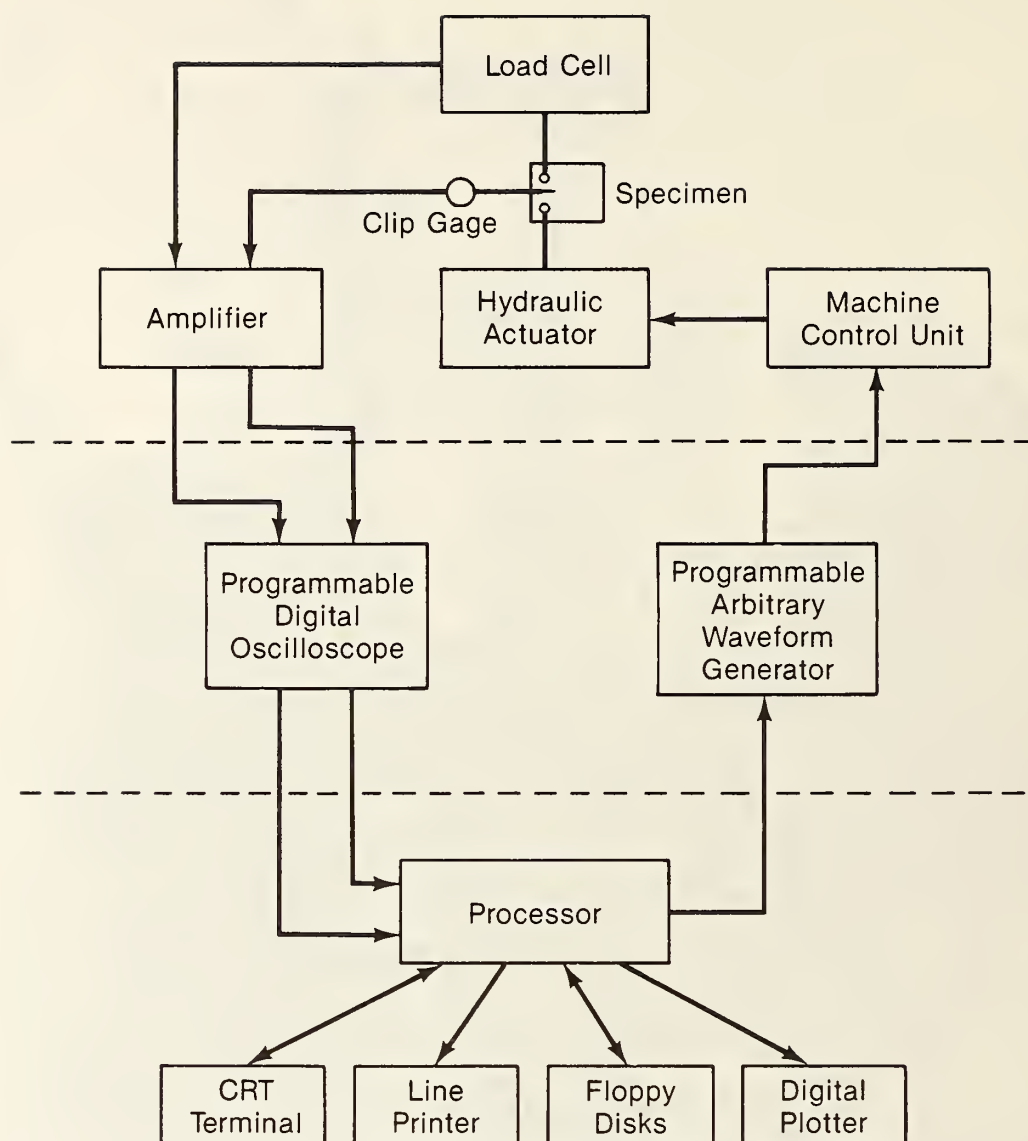 Load Cell
Specimen
Clip Gage
Amplifier
Hydraulic
Actuator
Machine
Control Unit
Programmable
Digital
Oscilloscope
Programmable
Arbitrary
Waveform
Generator
Processor
CRT
Terminal
Line
Printer
Floppy
Disks
Digital
Plotter